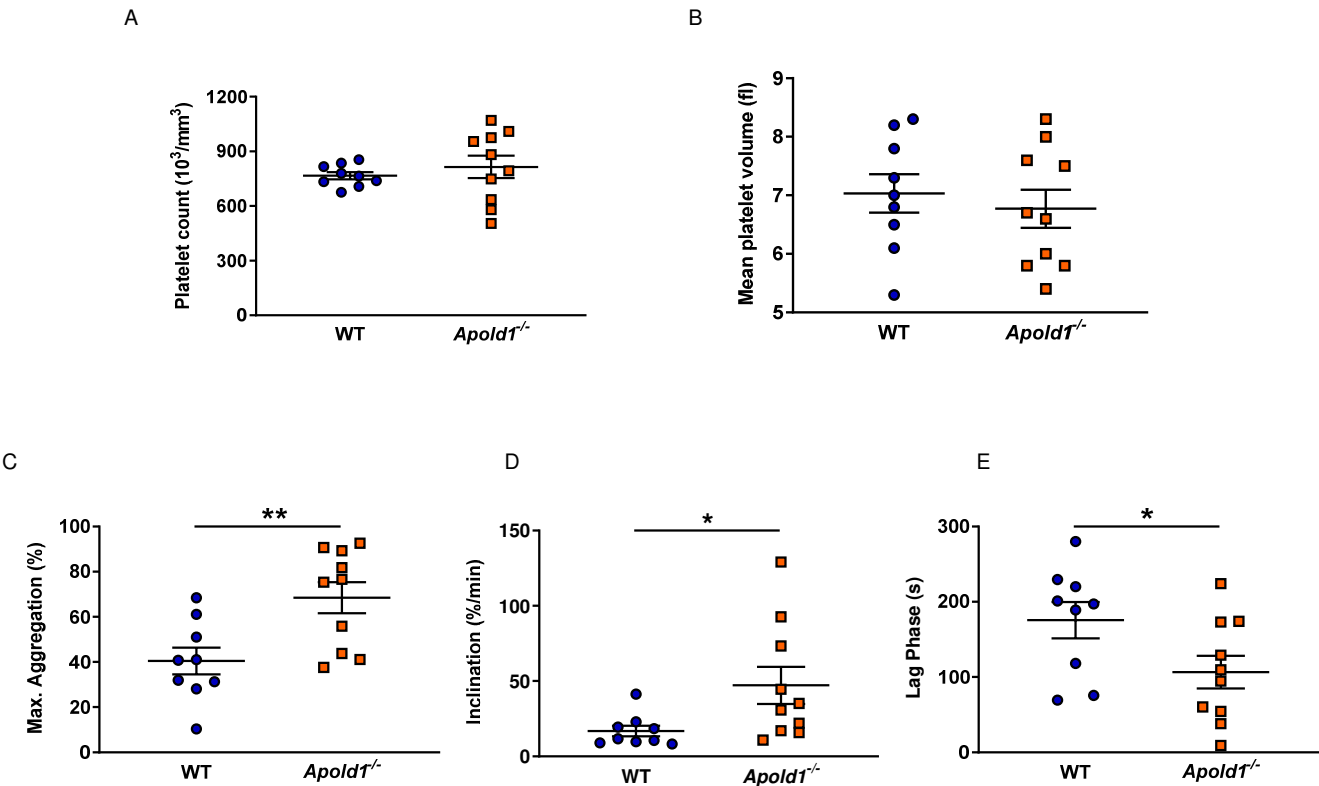 A
B
Platelet count (10³/mm³)
1200
900
600
300
0
WT
Apold1⁻/⁻
Mean platelet volume (fl)
9
8
7
6
5
WT
Apold1⁻/⁻
C
D
E
Max. Aggregation (%)
100
80
60
40
20
0
**
WT
Apold1⁻/⁻
Inclination (%/min)
150
100
50
0
*
WT
Apold1⁻/⁻
Lag Phase (s)
300
200
100
0
*
WT
Apold1⁻/⁻